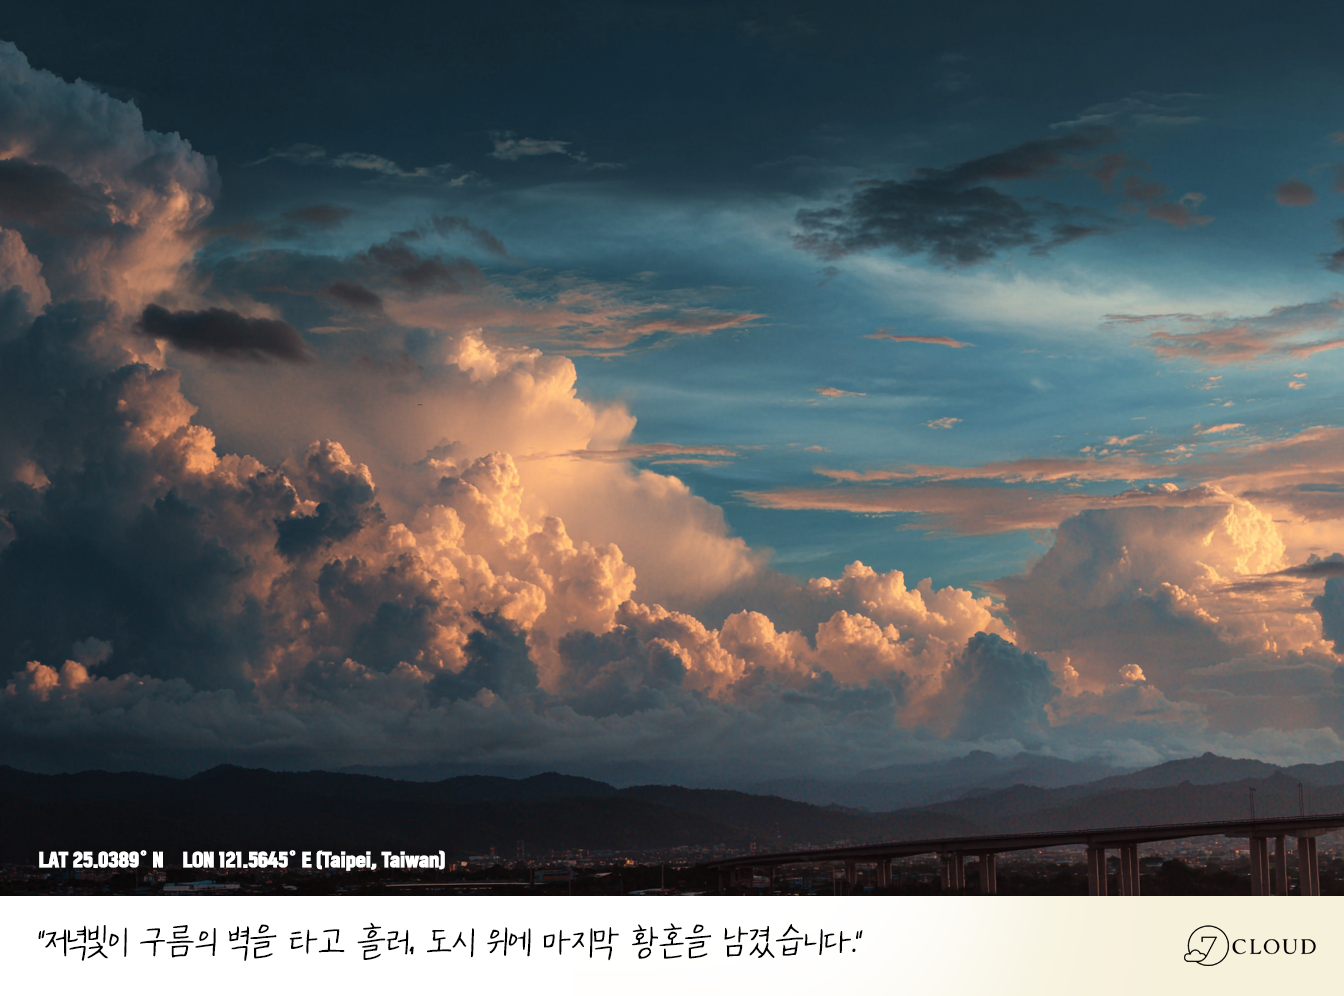 LAT 25.0389° N LON 121.5645° E (Taipei, Taiwan)
"저녁빛이 구름의 벽을 타고 흘러, 도시 위에 마지막 황혼을 남겼습니다."
7 CLOUD